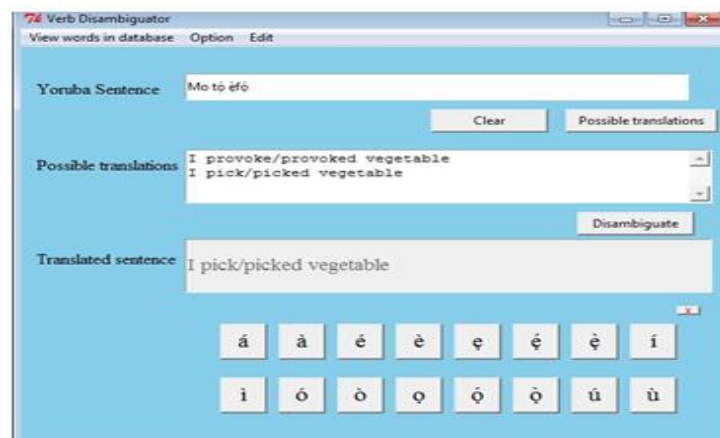 Verb Disambiguator
View words in database Option Edit
Yoruba Sentence Mo tọ́ ẹ̀fọ́
Clear Possible translations
Possible translations I provoke/provoked vegetable
I pick/picked vegetable
Disambiguate
Translated sentence I pick/picked vegetable
x
á à é è ẹ ẹ́ ẹ̀ í
ì ó ò ọ ọ́ ọ̀ ú ù